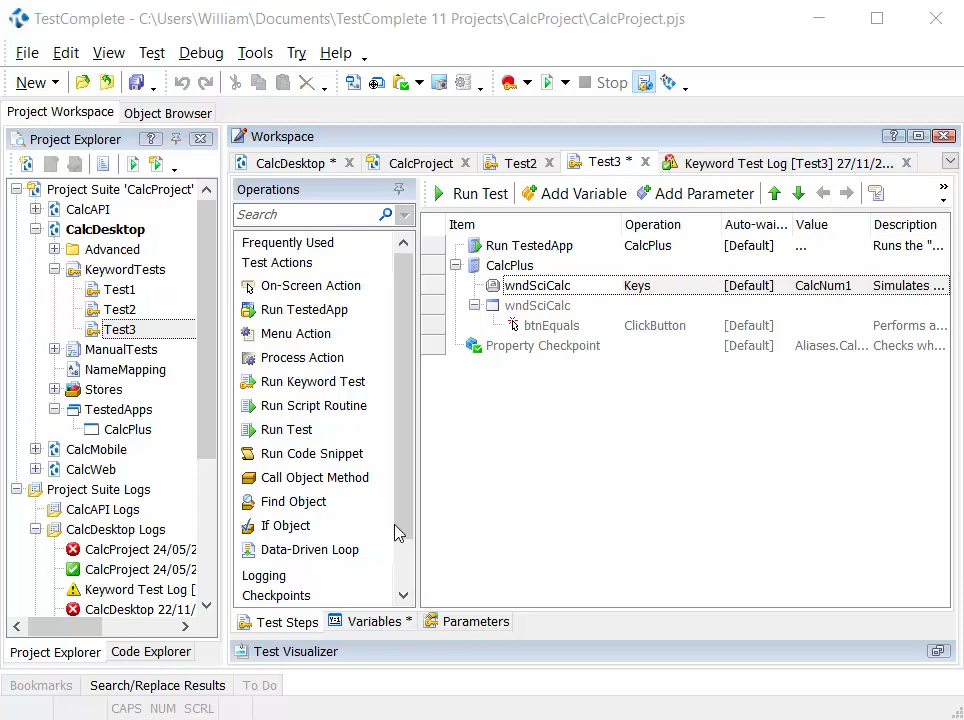 TestComplete - C:\Users\William\Documents\TestComplete 11 Projects\CalcProject\CalcProject.pjs
File Edit View Test Debug Tools Try Help
New Stop
Project Workspace Object Browser
Project Explorer
Project Suite 'CalcProject'
CalcAPI
CalcDesktop
Advanced
KeywordTests
Test1
Test2
Test3
ManualTests
NameMapping
Stores
TestedApps
CalcPlus
CalcMobile
CalcWeb
Project Suite Logs
CalcAPI Logs
CalcDesktop Logs
CalcProject 24/05/2
CalcProject 24/05/2
Keyword Test Log [
CalcDesktop 22/11/
Project Explorer Code Explorer
Workspace
CalcDesktop * CalcProject Test2 Test3 * Keyword Test Log [Test3] 27/11/2...
Operations
Search
Frequently Used
Test Actions
On-Screen Action
Run TestedApp
Menu Action
Process Action
Run Keyword Test
Run Script Routine
Run Test
Run Code Snippet
Call Object Method
Find Object
If Object
Data-Driven Loop
Logging
Checkpoints
Run Test Add Variable Add Parameter
Item Operation Auto-wai... Value Description
Run TestedApp CalcPlus [Default] ... Runs the "...
CalcPlus
wndSciCalc Keys [Default] CalcNum1 Simulates ...
wndSciCalc
btnEquals ClickButton [Default] Performs a...
Property Checkpoint [Default] Aliases.Cal... Checks wh...
Test Steps Variables * Parameters
Test Visualizer
Bookmarks Search/Replace Results To Do
CAPS NUM SCRL